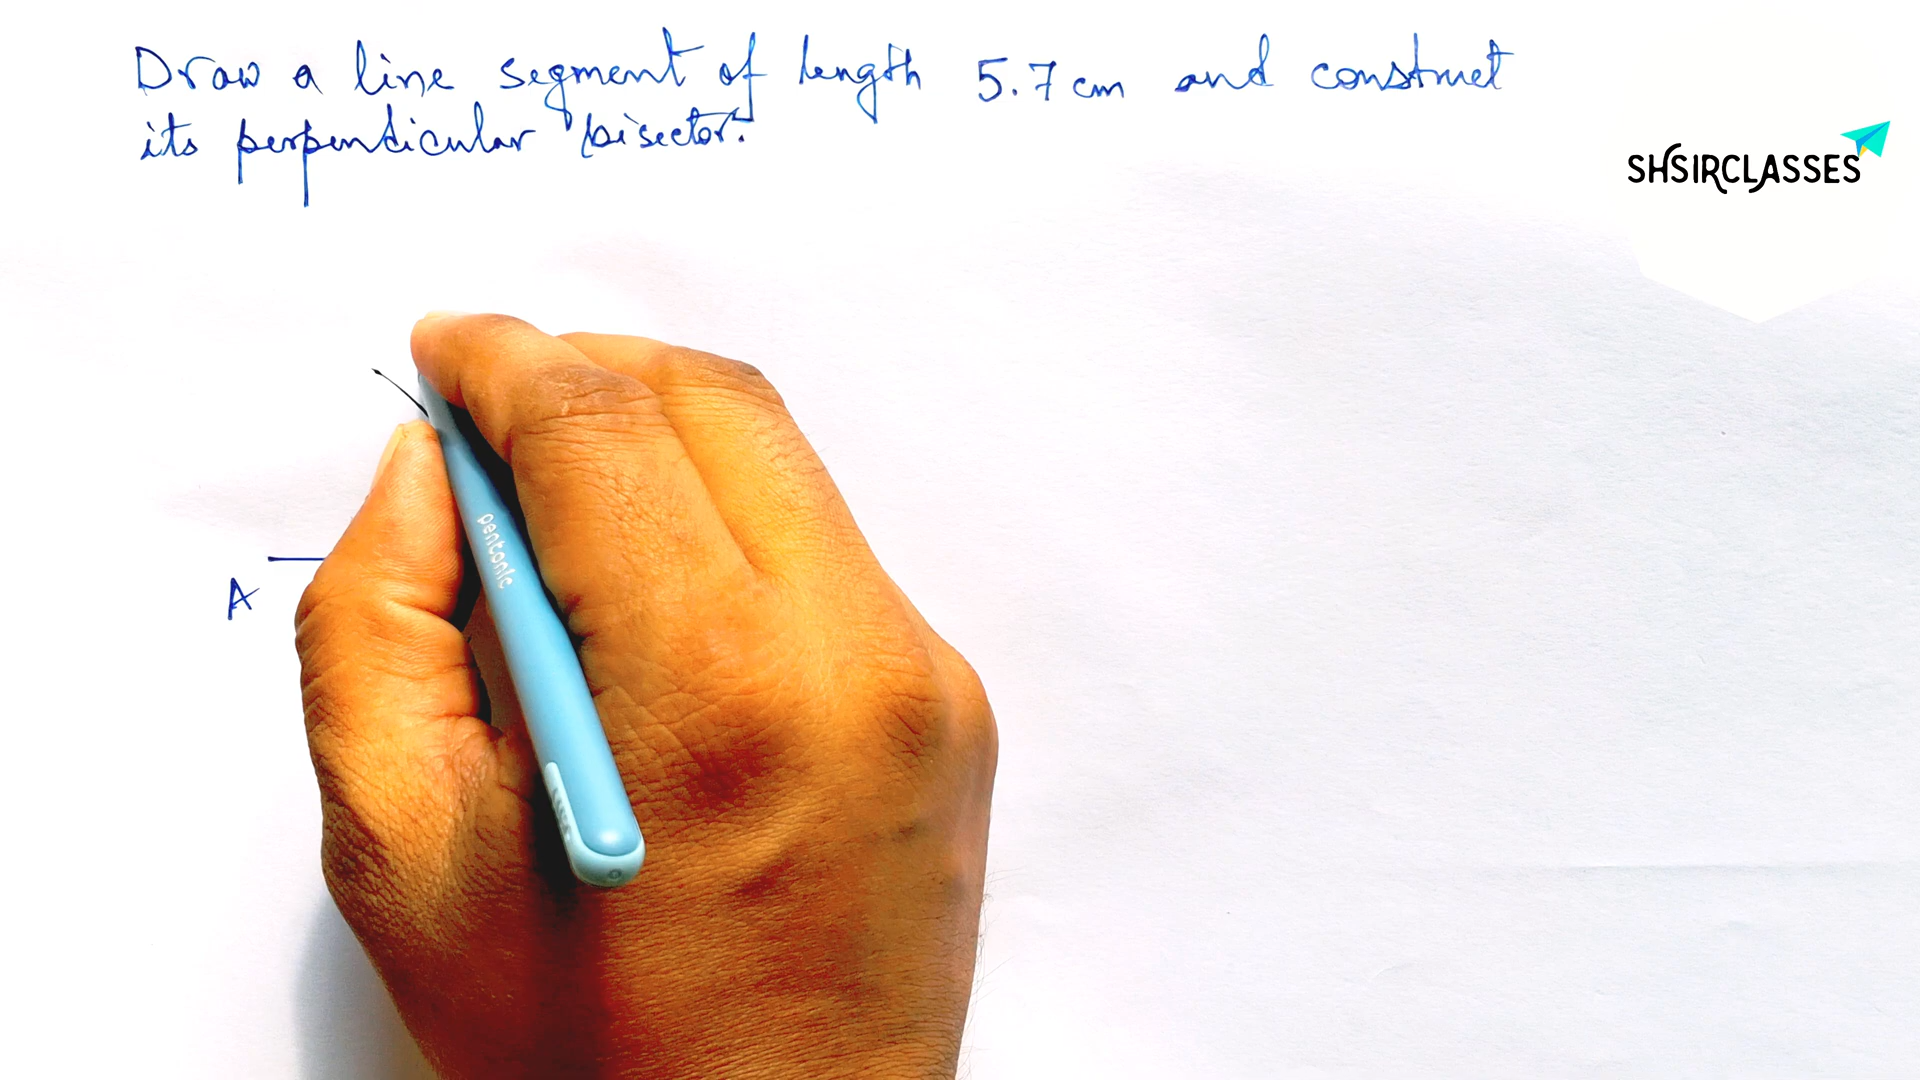 Draw a line segment of length 5.7 cm and construct
its perpendicular bisector.
SHSIRCLASSES
pentonic
A